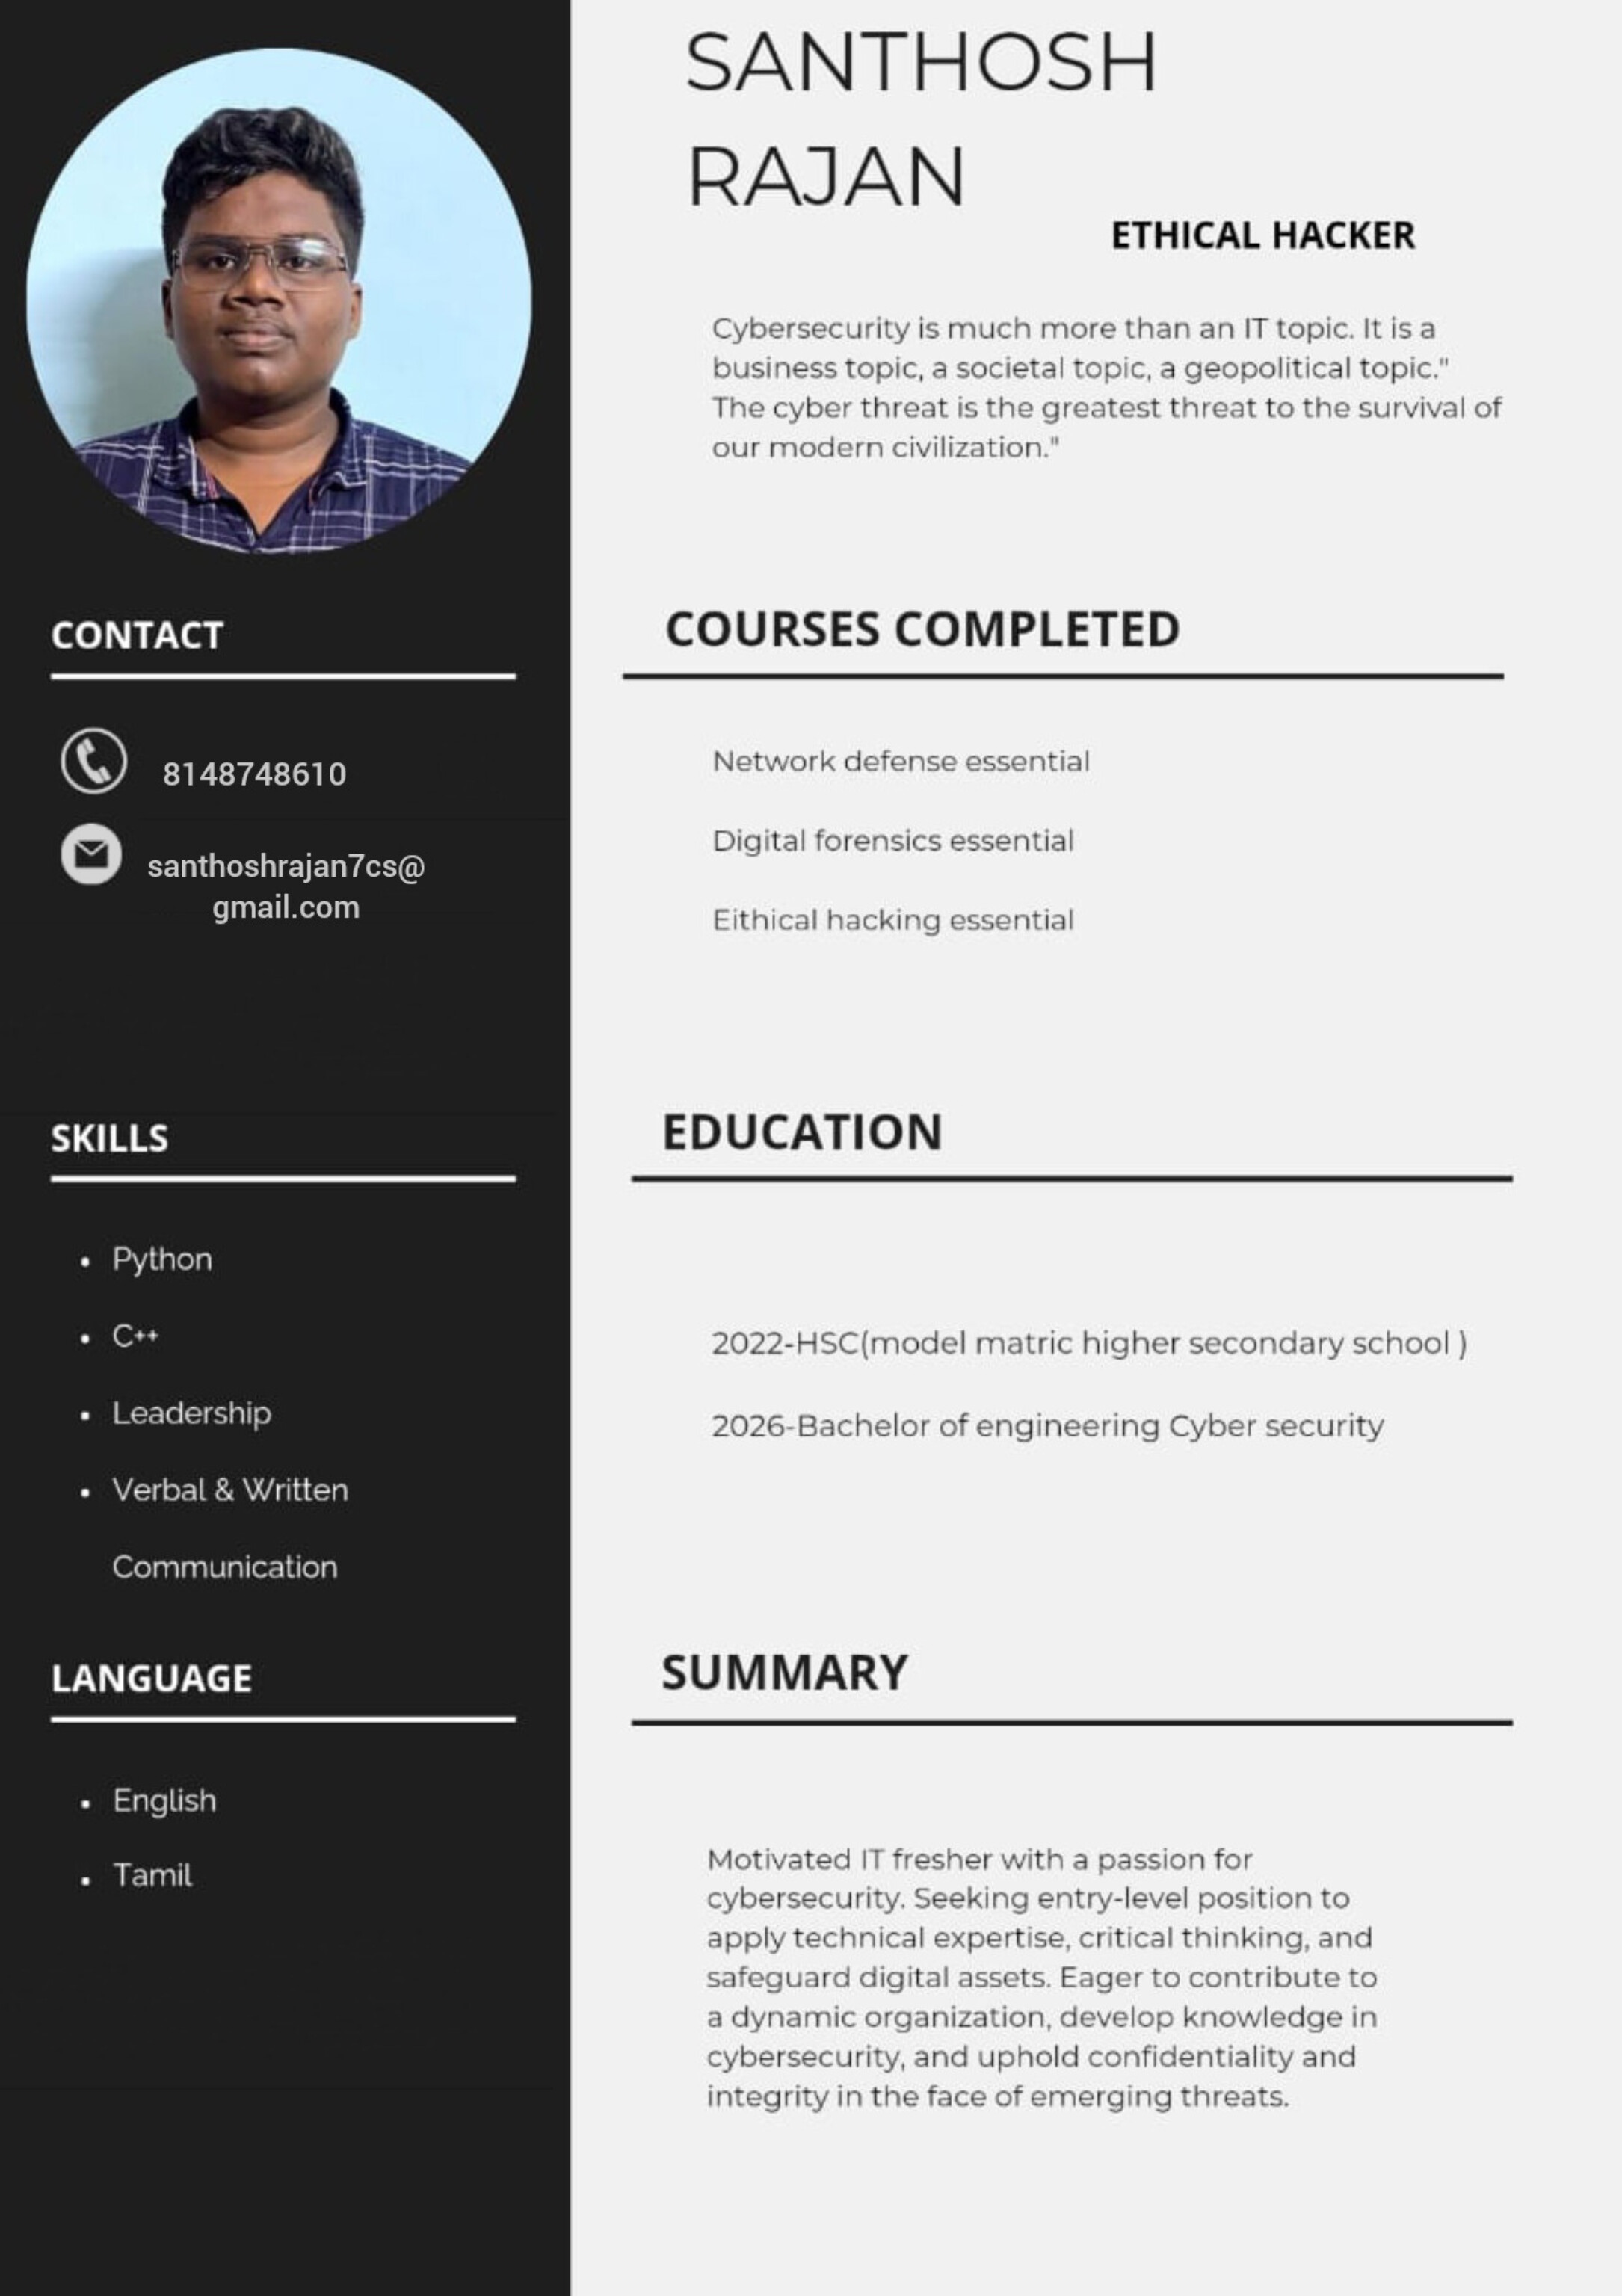 SANTHOSH
RAJAN
ETHICAL HACKER
Cybersecurity is much more than an IT topic. It is a
business topic, a societal topic, a geopolitical topic."
The cyber threat is the greatest threat to the survival of
our modern civilization."
CONTACT
8148748610
santhoshrajan7cs@
gmail.com
SKILLS
• Python
• C++
• Leadership
• Verbal & Written
Communication
LANGUAGE
• English
• Tamil
COURSES COMPLETED
Network defense essential
Digital forensics essential
Eithical hacking essential
EDUCATION
2022-HSC(model matric higher secondary school )
2026-Bachelor of engineering Cyber security
SUMMARY
Motivated IT fresher with a passion for
cybersecurity. Seeking entry-level position to
apply technical expertise, critical thinking, and
safeguard digital assets. Eager to contribute to
a dynamic organization, develop knowledge in
cybersecurity, and uphold confidentiality and
integrity in the face of emerging threats.